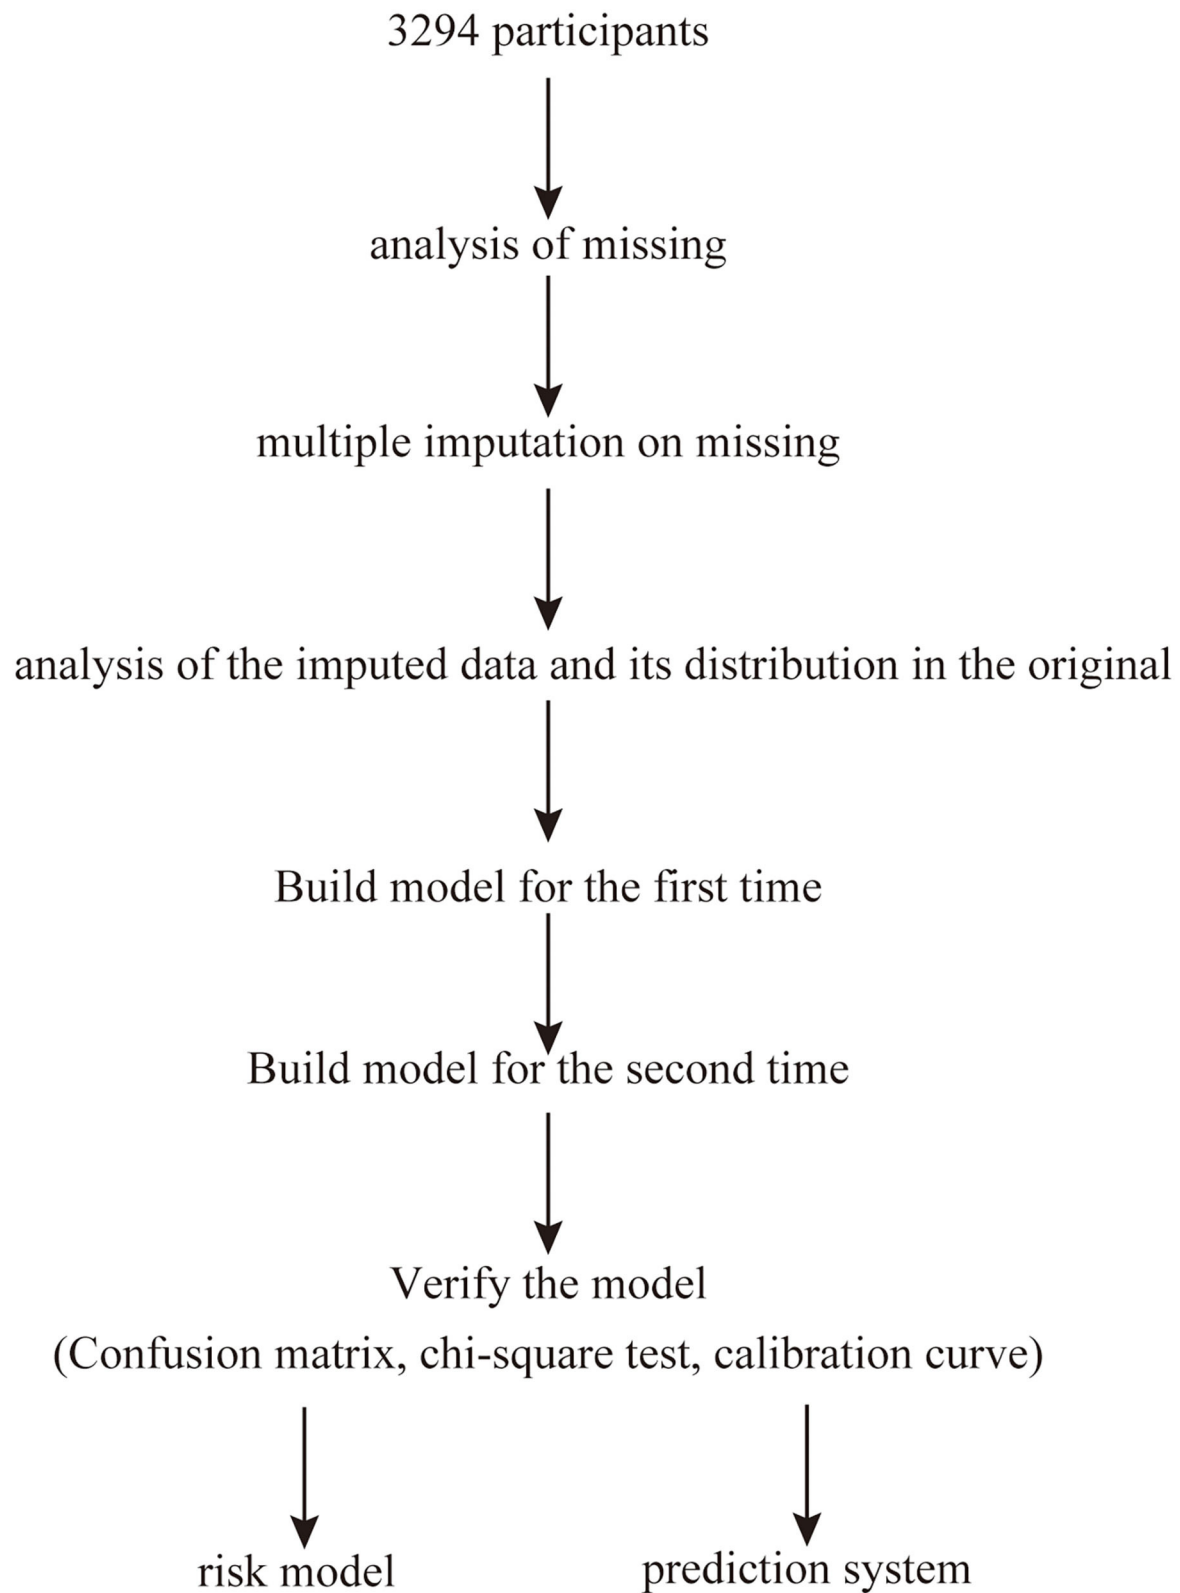 3294 participants
analysis of missing
multiple imputation on missing
analysis of the imputed data and its distribution in the original
Build model for the first time
Build model for the second time
Verify the model
(Confusion matrix, chi-square test, calibration curve)
risk model
prediction system